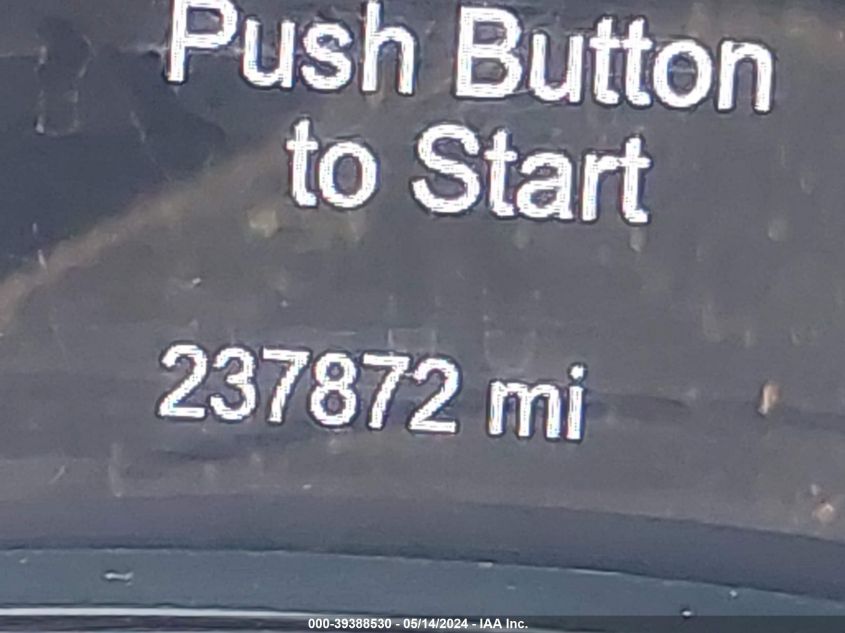 Push Button
to Start
237872 mi
000-39388530 - 05/14/2024 - IAA Inc.